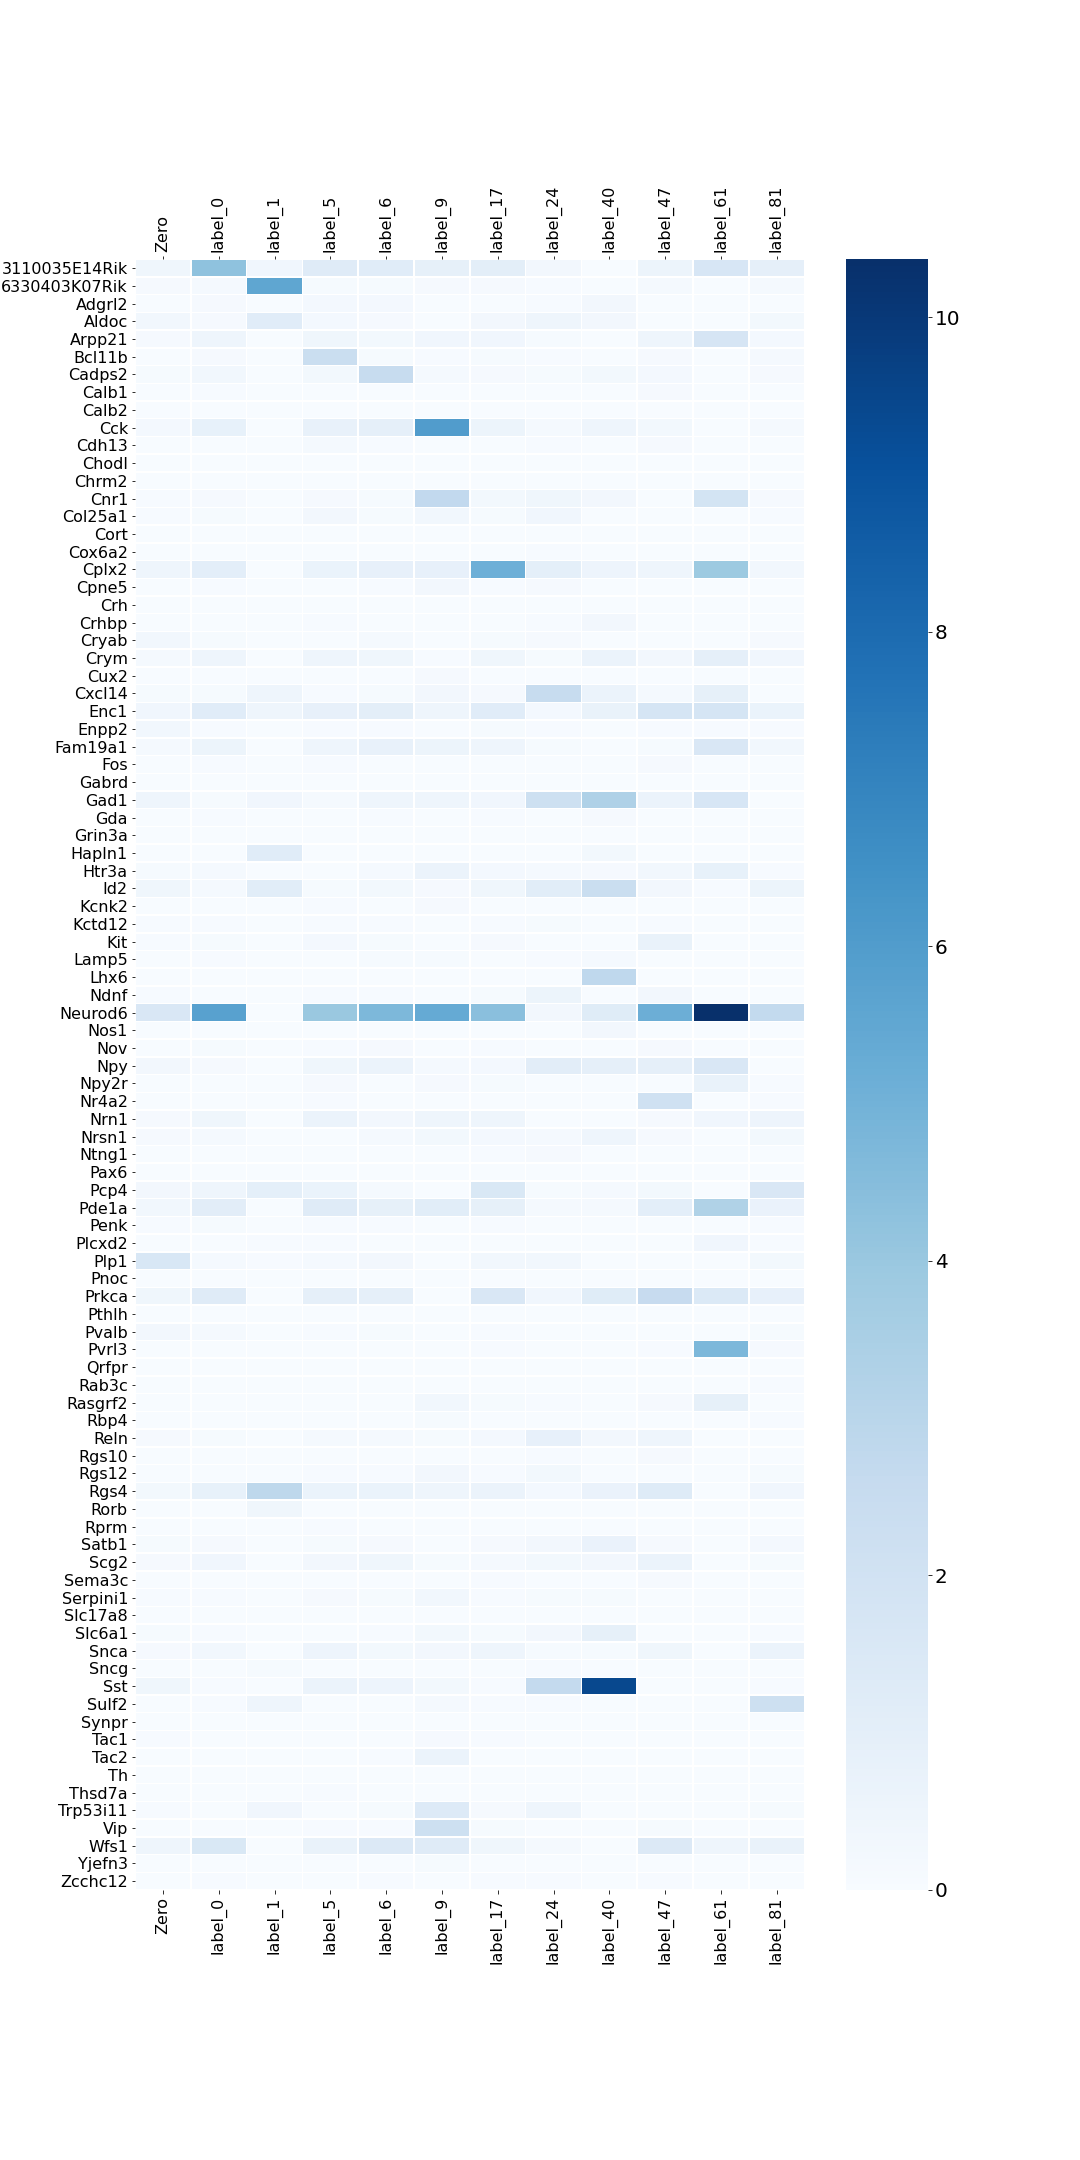 Zero
label_0
label_1
label_5
label_6
label_9
label_17
label_24
label_40
label_47
label_61
label_81
3110035E14Rik
6330403K07Rik
Adgrl2
Aldoc
Arpp21
Bcl11b
Cadps2
Calb1
Calb2
Cck
Cdh13
Chodl
Chrm2
Cnr1
Col25a1
Cort
Cox6a2
Cplx2
Cpne5
Crh
Crhbp
Cryab
Crym
Cux2
Cxcl14
Enc1
Enpp2
Fam19a1
Fos
Gabrd
Gad1
Gda
Grin3a
Hapln1
Htr3a
Id2
Kcnk2
Kctd12
Kit
Lamp5
Lhx6
Ndnf
Neurod6
Nos1
Nov
Npy
Npy2r
Nr4a2
Nrn1
Nrsn1
Ntng1
Pax6
Pcp4
Pde1a
Penk
Plcxd2
Plp1
Pnoc
Prkca
Pthlh
Pvalb
Pvrl3
Qrfpr
Rab3c
Rasgrf2
Rbp4
Reln
Rgs10
Rgs12
Rgs4
Rorb
Rprm
Satb1
Scg2
Sema3c
Serpini1
Slc17a8
Slc6a1
Snca
Sncg
Sst
Sulf2
Synpr
Tac1
Tac2
Th
Thsd7a
Trp53i11
Vip
Wfs1
Yjefn3
Zcchc12
Zero
label_0
label_1
label_5
label_6
label_9
label_17
label_24
label_40
label_47
label_61
label_81
10
8
6
4
2
0